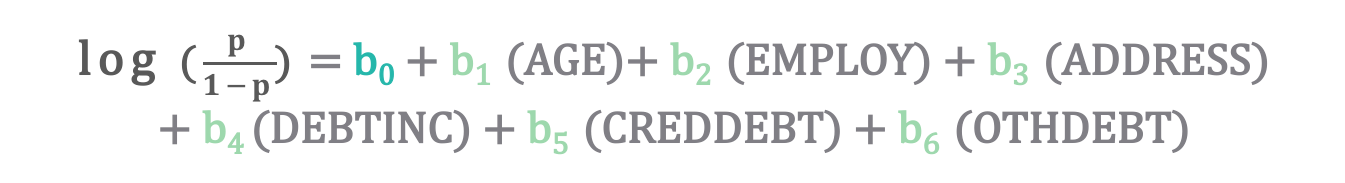 log (p/1−p) = b₀ + b₁ (AGE)+ b₂ (EMPLOY) + b₃ (ADDRESS)
+ b₄ (DEBTINC) + b₅ (CREDDEBT) + b₆ (OTHDEBT)